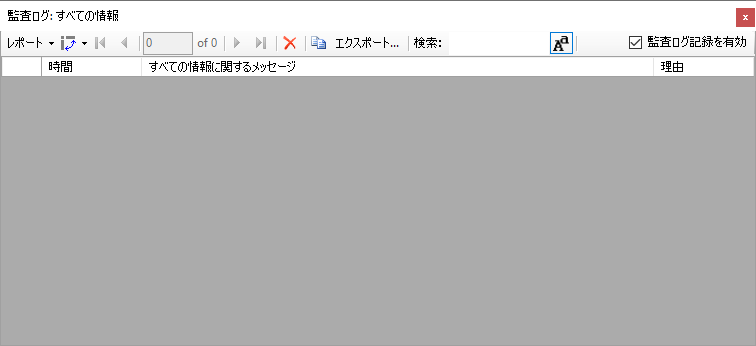 監査ログ: すべての情報
レポート 0 of 0 エクスポート... 検索: Aa 監査ログ記録を有効
時間 すべての情報に関するメッセージ 理由